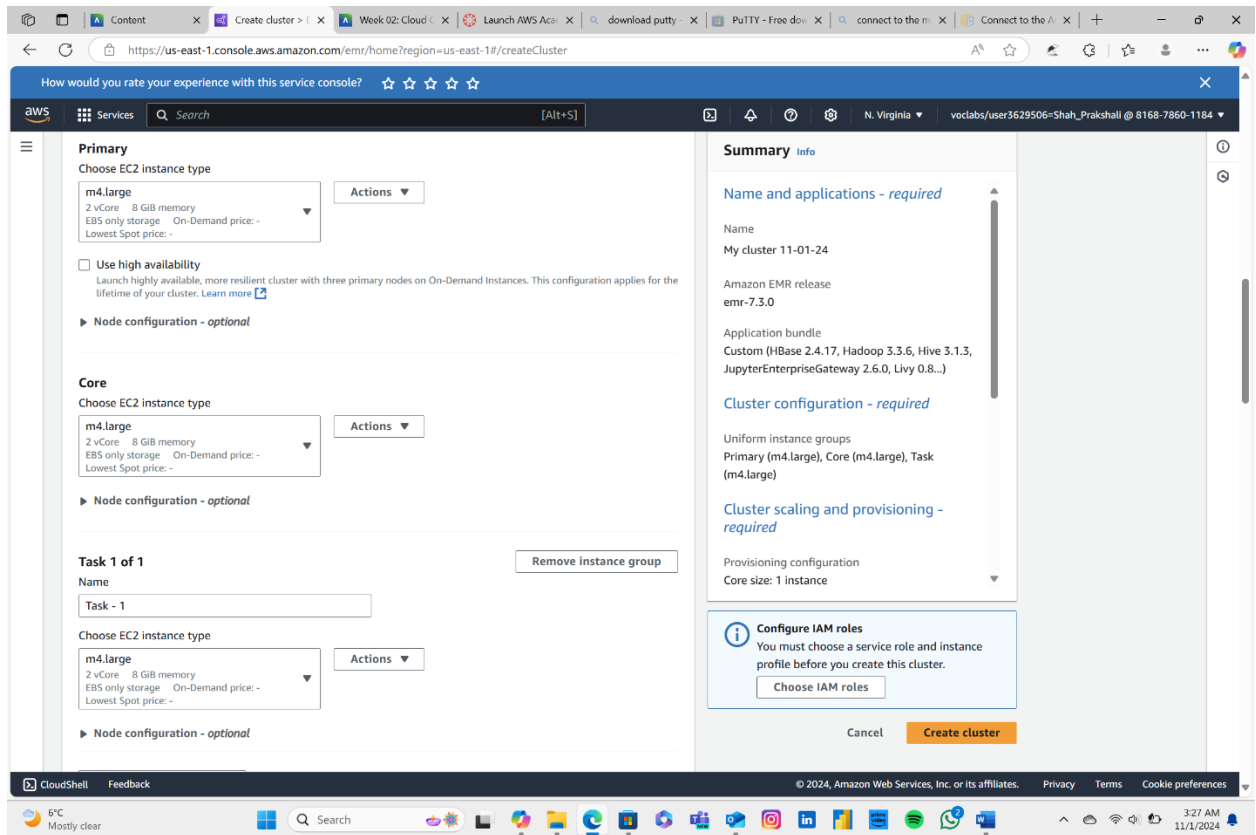 Content
Create cluster > E
Week 02: Cloud C
Launch AWS Acac
download putty -
PuTTY - Free dow
connect to the m
Connect to the A
https://us-east-1.console.aws.amazon.com/emr/home?region=us-east-1#/createCluster
How would you rate your experience with this service console?
aws
Services
Search
[Alt+S]
N. Virginia
voclabs/user3629506=Shah_Prakshali @ 8168-7860-1184
Primary
Choose EC2 instance type
m4.large
2 vCore 8 GiB memory
EBS only storage On-Demand price: -
Lowest Spot price: -
Actions
Use high availability
Launch highly available, more resilient cluster with three primary nodes on On-Demand Instances. This configuration applies for the
lifetime of your cluster. Learn more
Node configuration - optional
Core
Choose EC2 instance type
m4.large
2 vCore 8 GiB memory
EBS only storage On-Demand price: -
Lowest Spot price: -
Actions
Node configuration - optional
Task 1 of 1
Remove instance group
Name
Task - 1
Choose EC2 instance type
m4.large
2 vCore 8 GiB memory
EBS only storage On-Demand price: -
Lowest Spot price: -
Actions
Node configuration - optional
Summary Info
Name and applications - required
Name
My cluster 11-01-24
Amazon EMR release
emr-7.3.0
Application bundle
Custom (HBase 2.4.17, Hadoop 3.3.6, Hive 3.1.3,
JupyterEnterpriseGateway 2.6.0, Livy 0.8...)
Cluster configuration - required
Uniform instance groups
Primary (m4.large), Core (m4.large), Task
(m4.large)
Cluster scaling and provisioning -
required
Provisioning configuration
Core size: 1 instance
Configure IAM roles
You must choose a service role and instance
profile before you create this cluster.
Choose IAM roles
Cancel
Create cluster
CloudShell
Feedback
© 2024, Amazon Web Services, Inc. or its affiliates.
Privacy
Terms
Cookie preferences
6°C
Mostly clear
Search
3:27 AM
11/1/2024